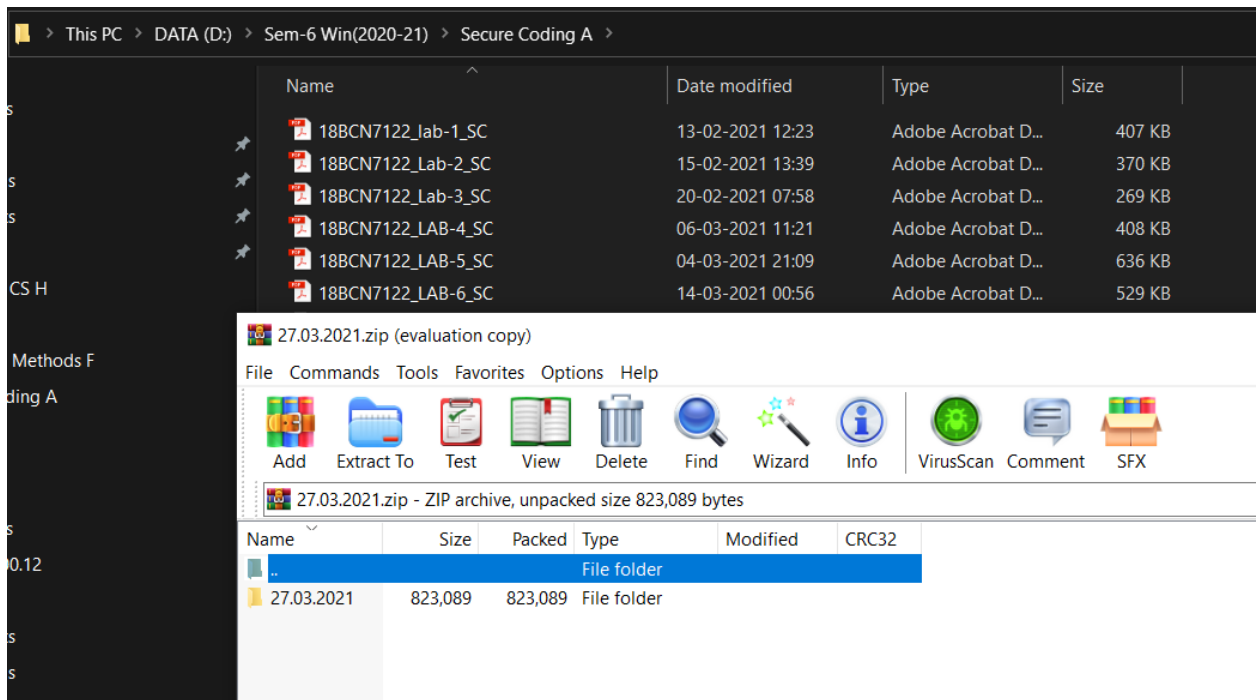 > This PC > DATA (D:) > Sem-6 Win(2020-21) > Secure Coding A >
Name Date modified Type Size
s
18BCN7122_lab-1_SC 13-02-2021 12:23 Adobe Acrobat D... 407 KB
18BCN7122_Lab-2_SC 15-02-2021 13:39 Adobe Acrobat D... 370 KB
s
18BCN7122_Lab-3_SC 20-02-2021 07:58 Adobe Acrobat D... 269 KB
ts
18BCN7122_LAB-4_SC 06-03-2021 11:21 Adobe Acrobat D... 408 KB
18BCN7122_LAB-5_SC 04-03-2021 21:09 Adobe Acrobat D... 636 KB
CS H
18BCN7122_LAB-6_SC 14-03-2021 00:56 Adobe Acrobat D... 529 KB
27.03.2021.zip (evaluation copy)
Methods F
File Commands Tools Favorites Options Help
ding A
Add Extract To Test View Delete Find Wizard Info VirusScan Comment SFX
27.03.2021.zip - ZIP archive, unpacked size 823,089 bytes
s
Name Size Packed Type Modified CRC32
00.12
.. File folder
27.03.2021 823,089 823,089 File folder
ts
s